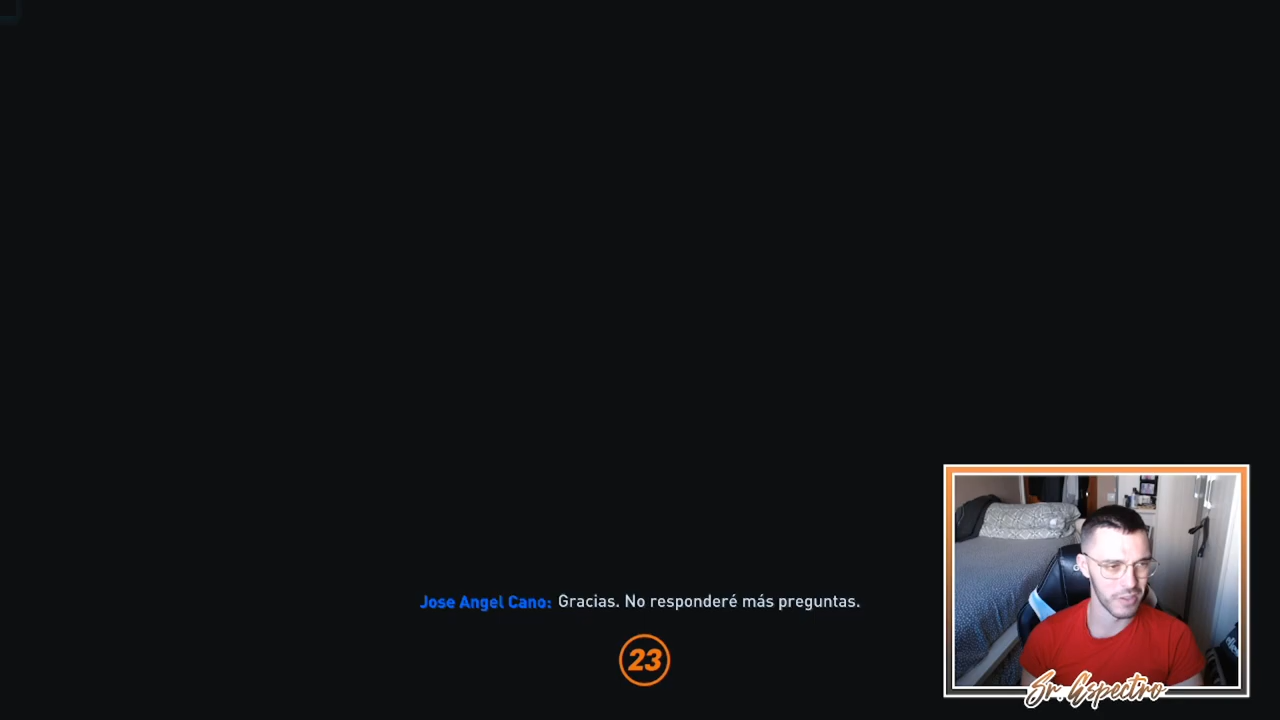 Jose Angel Cano: Gracias. No responderé más preguntas.
23
Sr. Espectro